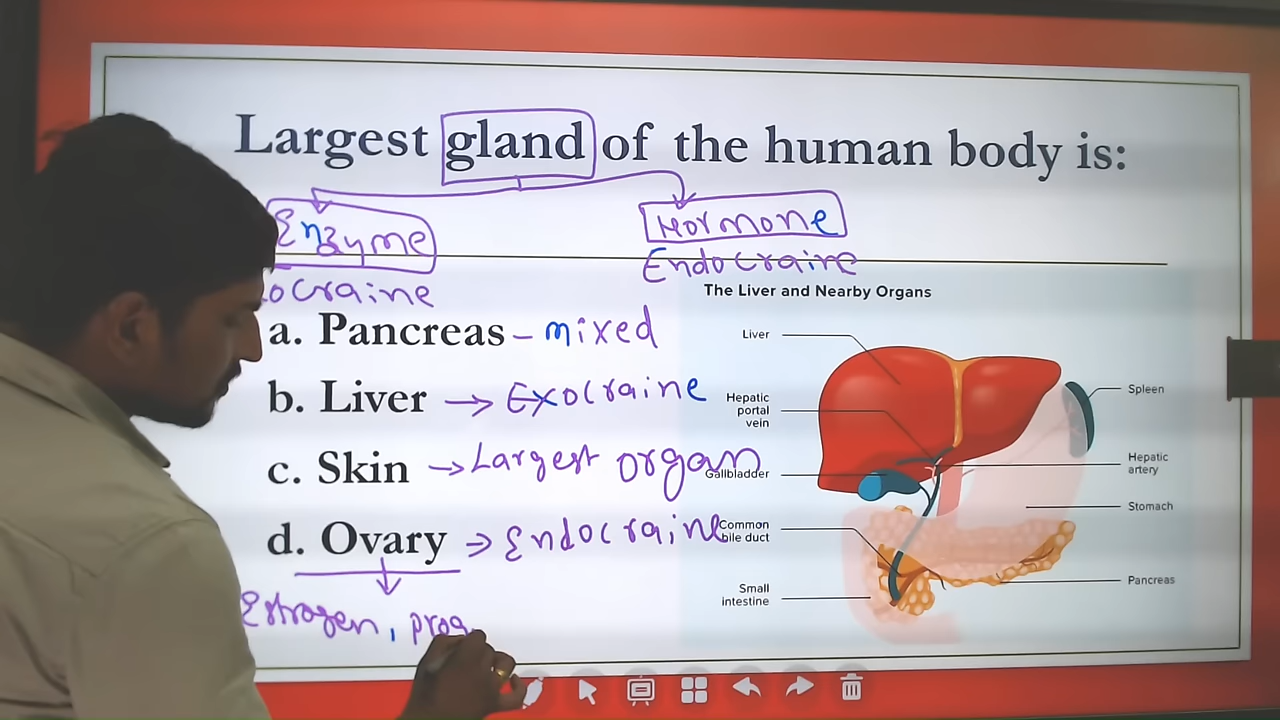 Largest gland of the human body is:
Enzyme
Hormone
ocraine
Endocraine
a. Pancreas - mixed
b. Liver → Exocraine
c. Skin → Largest organ
d. Ovary → Endocraine
Estrogen, prog
The Liver and Nearby Organs
Liver
Hepatic
portal
vein
Gallbladder
Common
bile duct
Small
intestine
Spleen
Hepatic
artery
Stomach
Pancreas